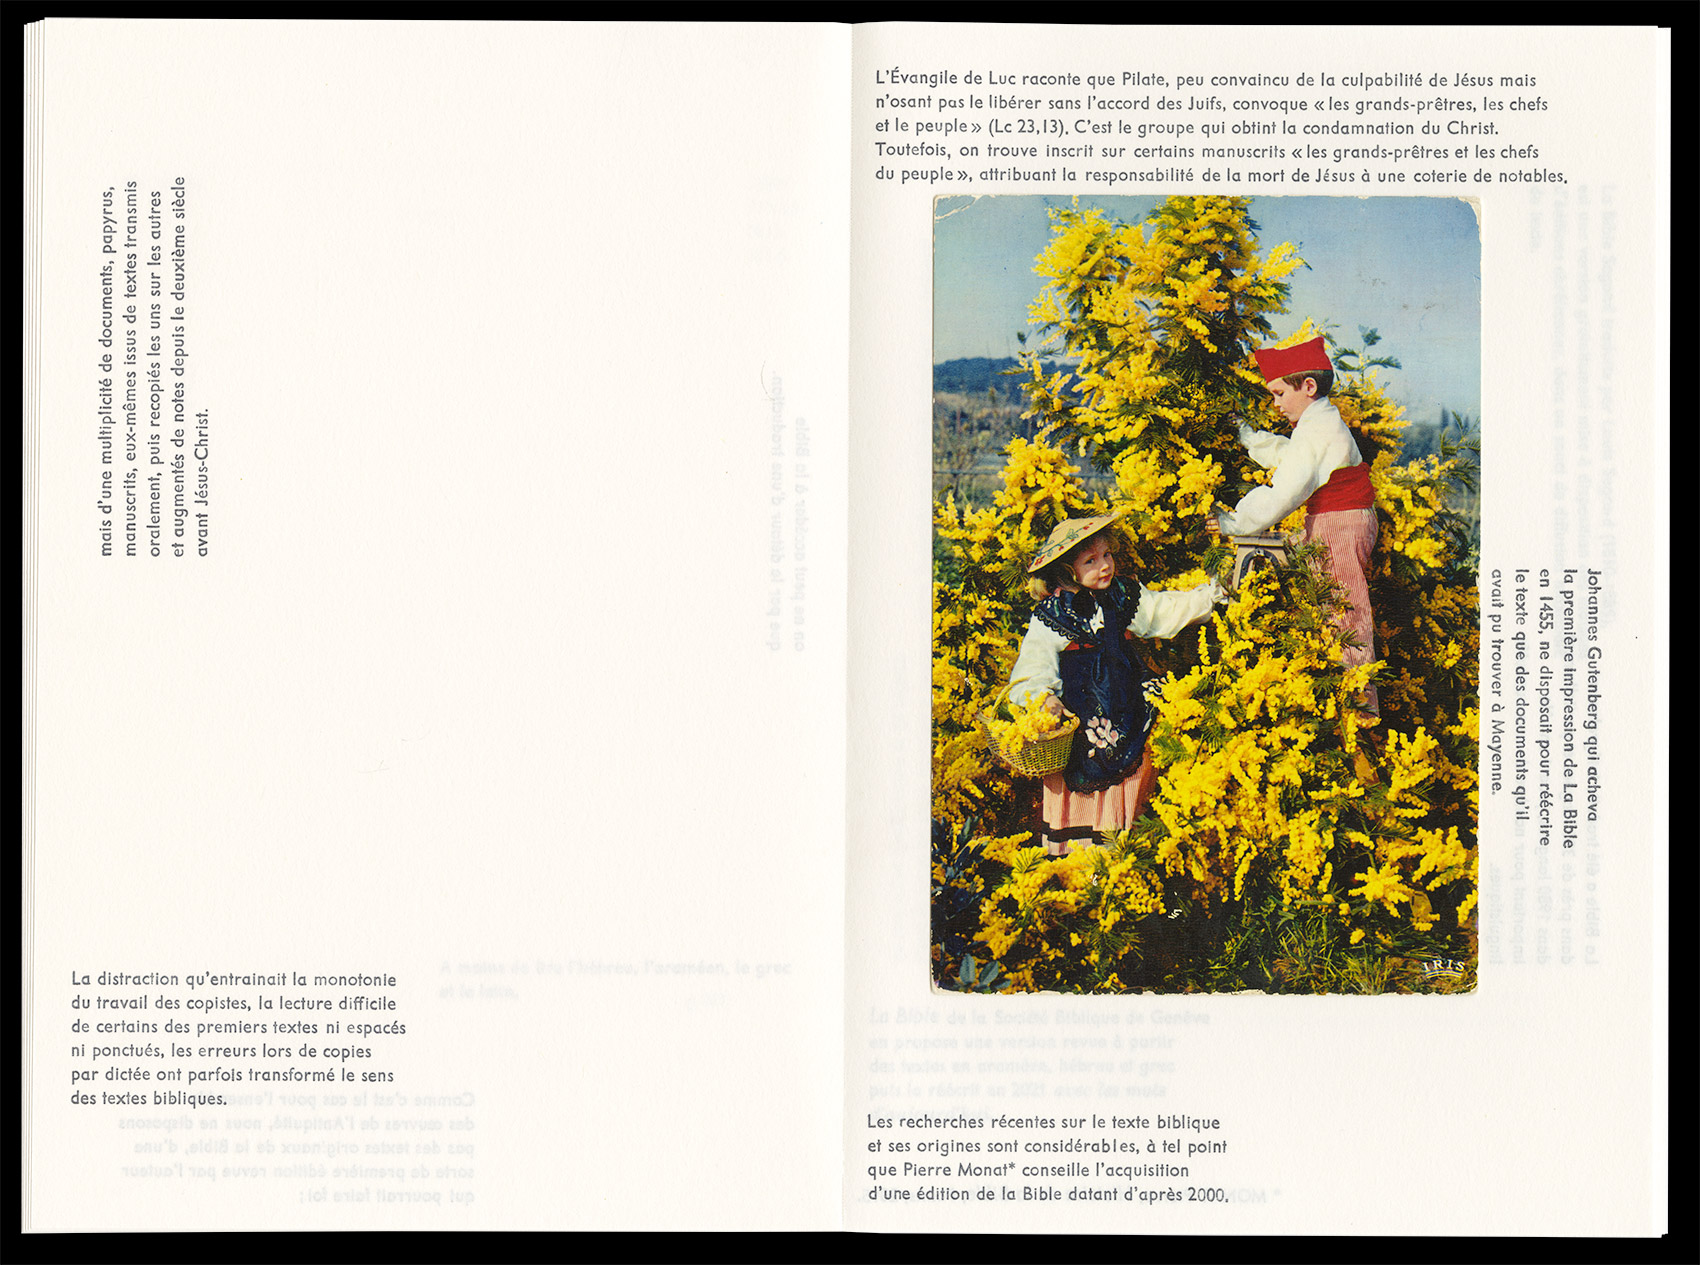 mais d'une multiplicité de documents, papyrus,
manuscrits, eux-mêmes issus de textes transmis
oralement, puis recopiés les uns sur les autres
et augmentés de notes depuis le deuxième siècle
avant Jésus-Christ.
La distraction qu'entrainait la monotonie
du travail des copistes, la lecture difficile
de certains des premiers textes ni espacés
ni ponctués, les erreurs lors de copies
par dictée ont parfois transformé le sens
des textes bibliques.
L'Évangile de Luc raconte que Pilate, peu convaincu de la culpabilité de Jésus mais
n'osant pas le libérer sans l'accord des Juifs, convoque « les grands-prêtres, les chefs
et le peuple » (Lc 23,13). C'est le groupe qui obtint la condamnation du Christ.
Toutefois, on trouve inscrit sur certains manuscrits « les grands-prêtres et les chefs
du peuple », attribuant la responsabilité de la mort de Jésus à une coterie de notables.
IRIS
Johannes Gutenberg qui acheva
la première impression de La Bible
en 1455, ne disposait pour réécrire
le texte que des documents qu'il
avait pu trouver à Mayenne.
Les recherches récentes sur le texte biblique
et ses origines sont considérables, à tel point
que Pierre Monat* conseille l'acquisition
d'une édition de la Bible datant d'après 2000.